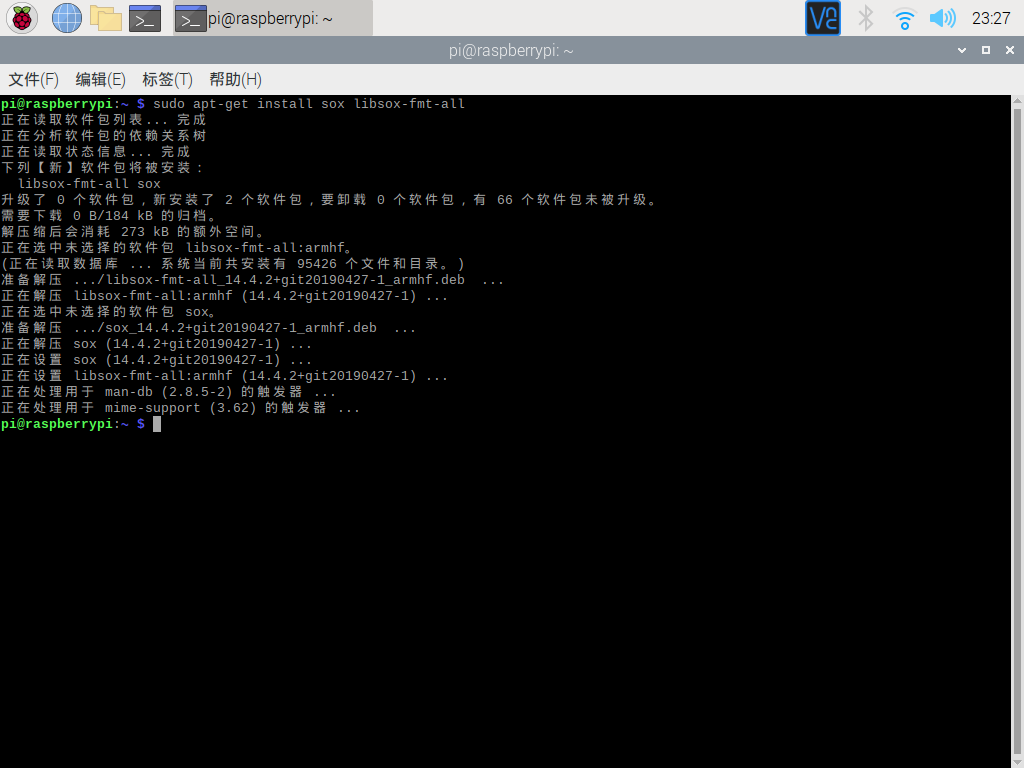 pi@raspberrypi: ~
Vnc
23:27
pi@raspberrypi: ~
文件(F) 编辑(E) 标签(T) 帮助(H)
pi@raspberrypi:~ $ sudo apt-get install sox libsox-fmt-all
正在读取软件包列表... 完成
正在分析软件包的依赖关系树
正在读取状态信息... 完成
下列【新】软件包将被安装：
  libsox-fmt-all sox
升级了 0 个软件包，新安装了 2 个软件包，要卸载 0 个软件包，有 66 个软件包未被升级。
需要下载 0 B/184 kB 的归档。
解压缩后会消耗 273 kB 的额外空间。
正在选中未选择的软件包 libsox-fmt-all:armhf。
(正在读取数据库 ... 系统当前共安装有 95426 个文件和目录。)
准备解压 .../libsox-fmt-all_14.4.2+git20190427-1_armhf.deb  ...
正在解压 libsox-fmt-all:armhf (14.4.2+git20190427-1) ...
正在选中未选择的软件包 sox。
准备解压 .../sox_14.4.2+git20190427-1_armhf.deb  ...
正在解压 sox (14.4.2+git20190427-1) ...
正在设置 sox (14.4.2+git20190427-1) ...
正在设置 libsox-fmt-all:armhf (14.4.2+git20190427-1) ...
正在处理用于 man-db (2.8.5-2) 的触发器 ...
正在处理用于 mime-support (3.62) 的触发器 ...
pi@raspberrypi:~ $